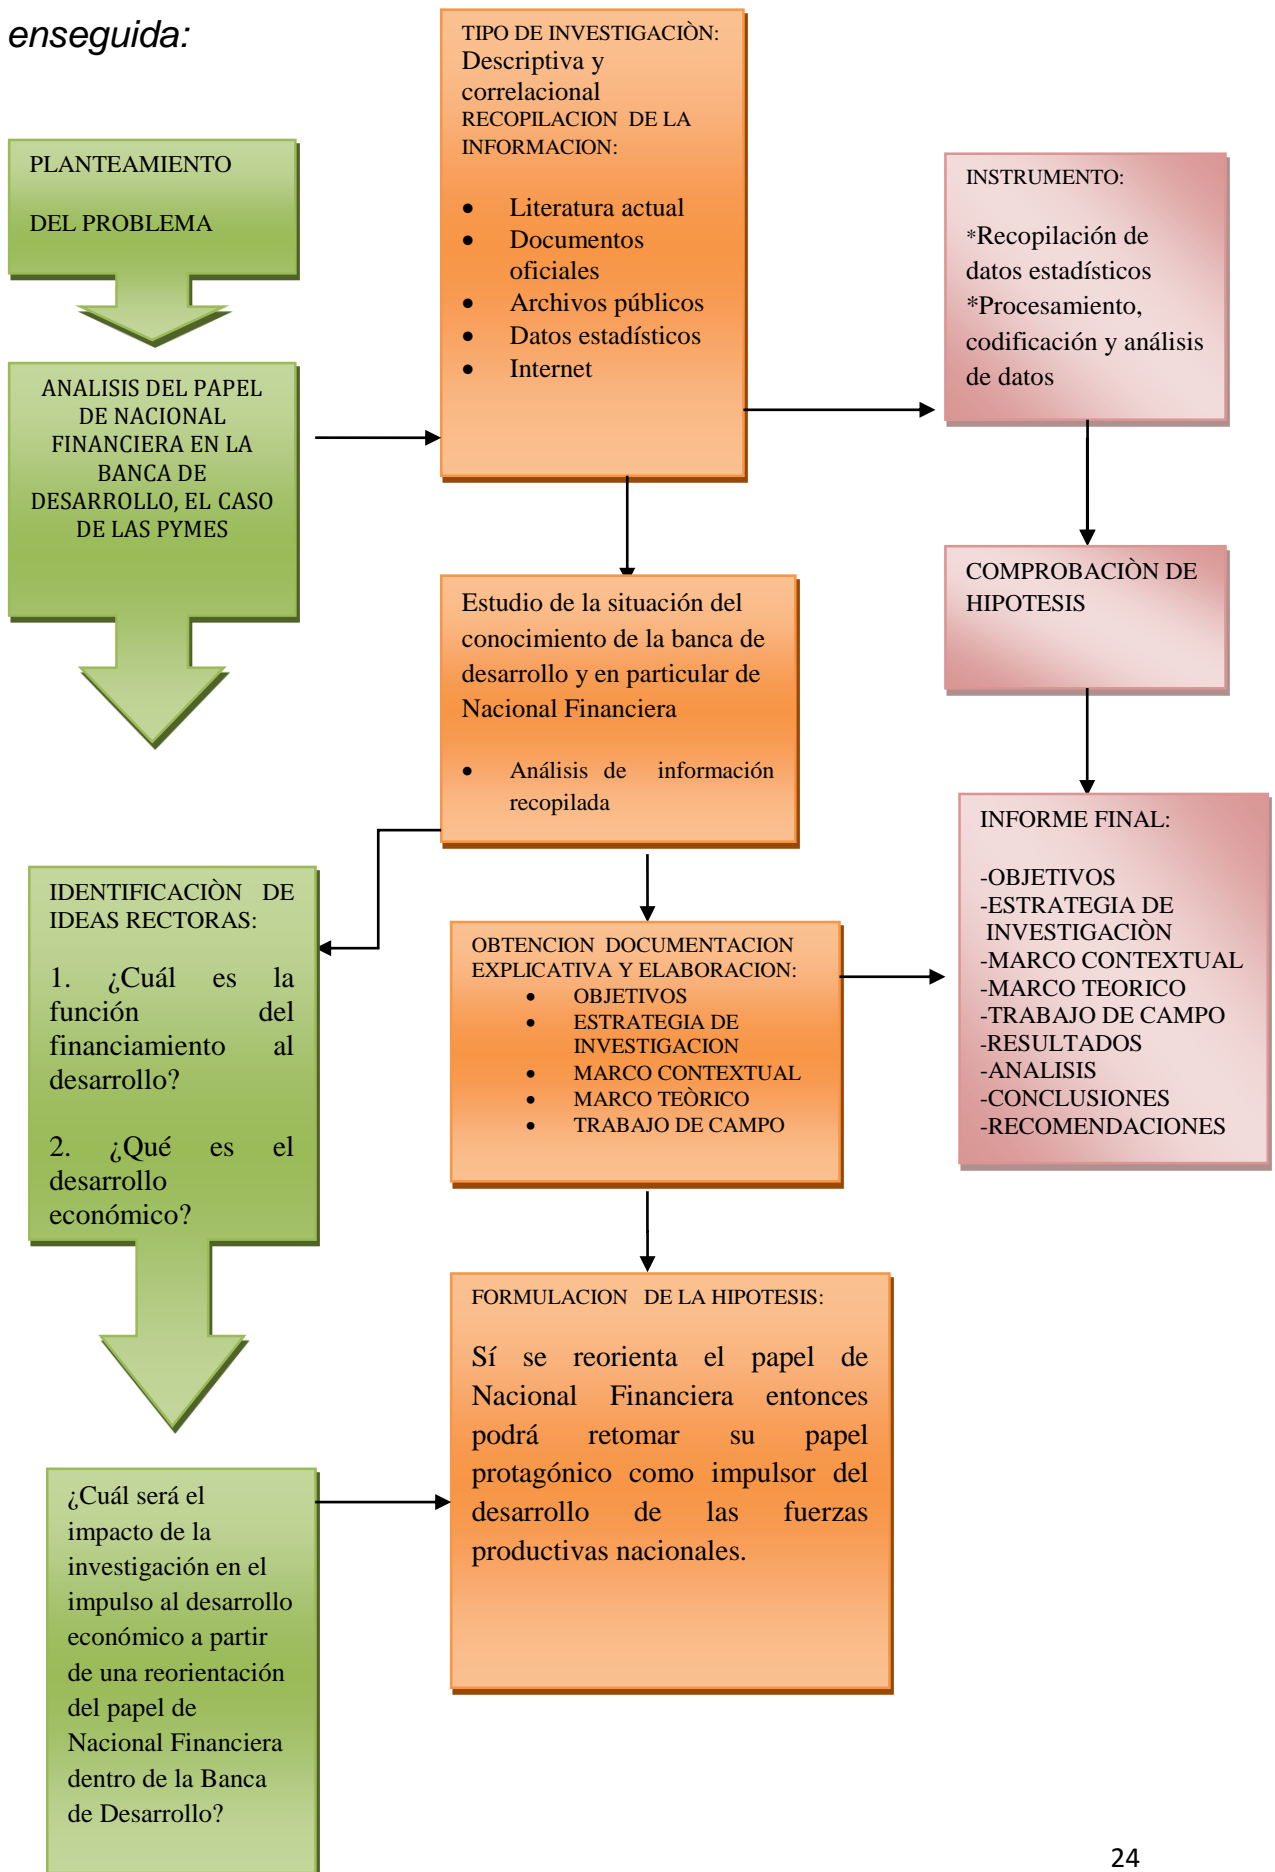 enseguida:
PLANTEAMIENTO
DEL PROBLEMA
ANALISIS DEL PAPEL
DE NACIONAL
FINANCIERA EN LA
BANCA DE
DESARROLLO, EL CASO
DE LAS PYMES
IDENTIFICACIÒN DE
IDEAS RECTORAS:
1. ¿Cuál es la
función del
financiamiento al
desarrollo?
2. ¿Qué es el
desarrollo
económico?
¿Cuál será el
impacto de la
investigación en el
impulso al desarrollo
económico a partir
de una reorientación
del papel de
Nacional Financiera
dentro de la Banca
de Desarrollo?
TIPO DE INVESTIGACIÒN:
Descriptiva y
correlacional
RECOPILACION DE LA
INFORMACION:
• Literatura actual
• Documentos
oficiales
• Archivos públicos
• Datos estadísticos
• Internet
Estudio de la situación del
conocimiento de la banca de
desarrollo y en particular de
Nacional Financiera
• Análisis de información
recopilada
OBTENCION DOCUMENTACION
EXPLICATIVA Y ELABORACION:
• OBJETIVOS
• ESTRATEGIA DE
INVESTIGACION
• MARCO CONTEXTUAL
• MARCO TEÒRICO
• TRABAJO DE CAMPO
FORMULACION DE LA HIPOTESIS:
Sí se reorienta el papel de
Nacional Financiera entonces
podrá retomar su papel
protagónico como impulsor del
desarrollo de las fuerzas
productivas nacionales.
INSTRUMENTO:
*Recopilación de
datos estadísticos
*Procesamiento,
codificación y análisis
de datos
COMPROBACIÒN DE
HIPOTESIS
INFORME FINAL:
-OBJETIVOS
-ESTRATEGIA DE
INVESTIGACIÒN
-MARCO CONTEXTUAL
-MARCO TEORICO
-TRABAJO DE CAMPO
-RESULTADOS
-ANALISIS
-CONCLUSIONES
-RECOMENDACIONES
24